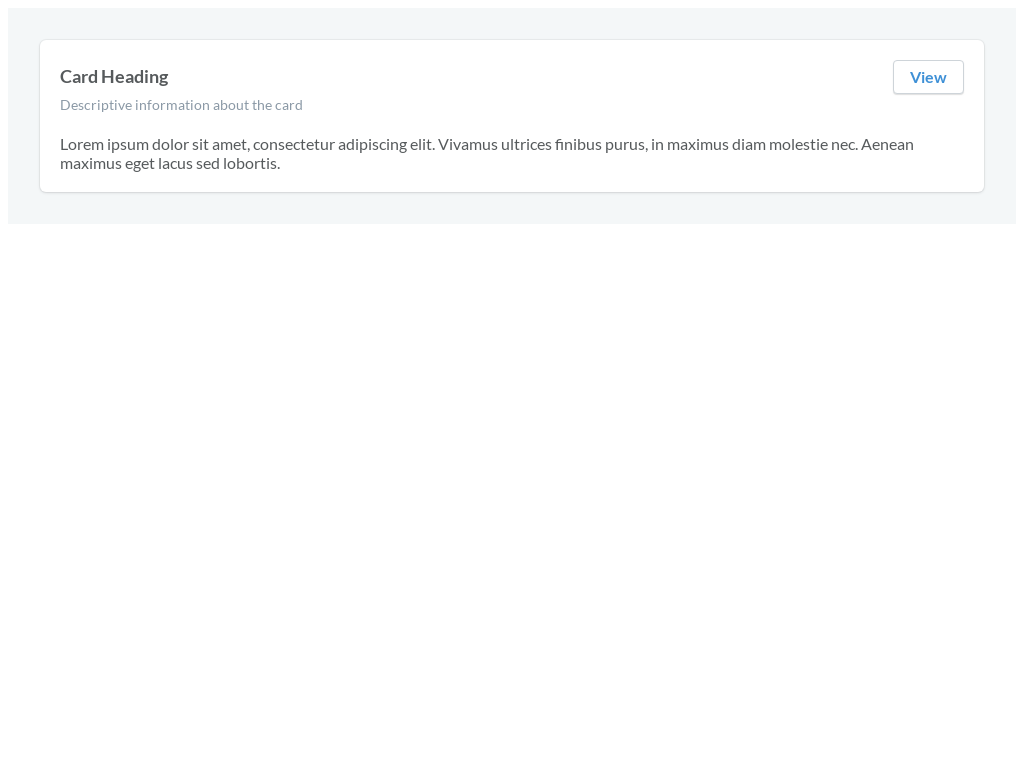 Card Heading
View
Descriptive information about the card
Lorem ipsum dolor sit amet, consectetur adipiscing elit. Vivamus ultrices finibus purus, in maximus diam molestie nec. Aenean
maximus eget lacus sed lobortis.